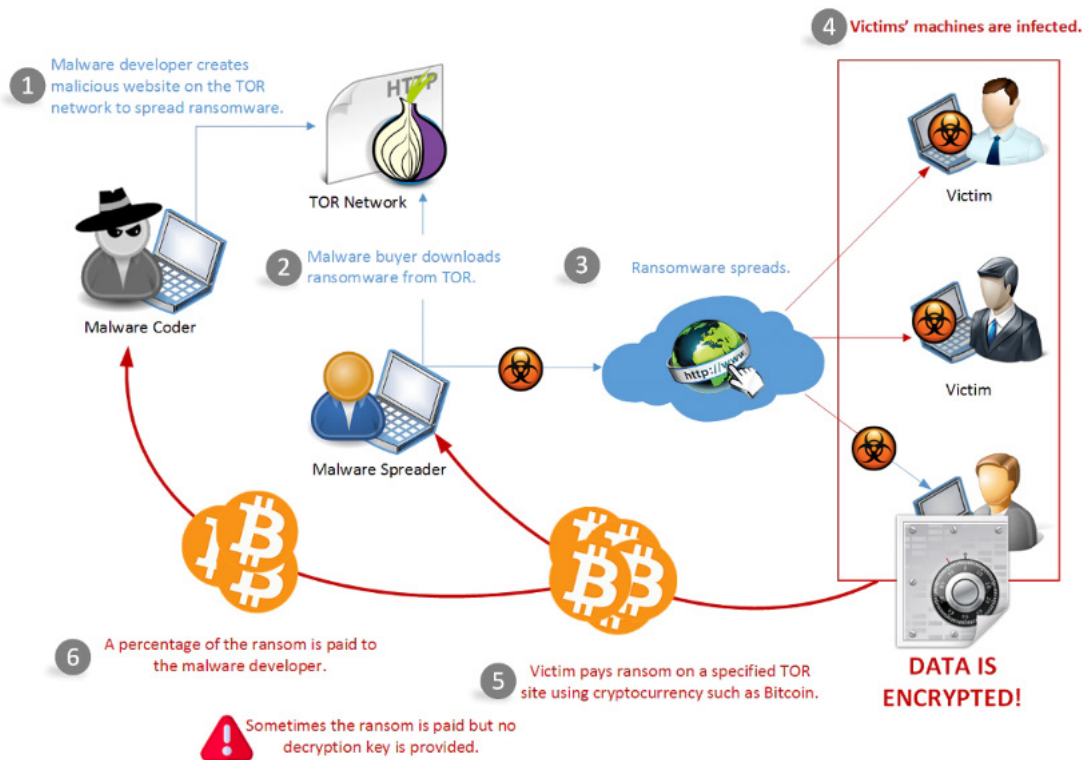 4
Victims' machines are infected.
1
Malware developer creates
malicious website on the TOR
network to spread ransomware.
HTTP
TOR Network
Malware Coder
2
Malware buyer downloads
ransomware from TOR.
3
Ransomware spreads.
http://www
Victim
Victim
Malware Spreader
6
A percentage of the ransom is paid to
the malware developer.
5
Victim pays ransom on a specified TOR
site using cryptocurrency such as Bitcoin.
DATA IS
ENCRYPTED!
Sometimes the ransom is paid but no
decryption key is provided.